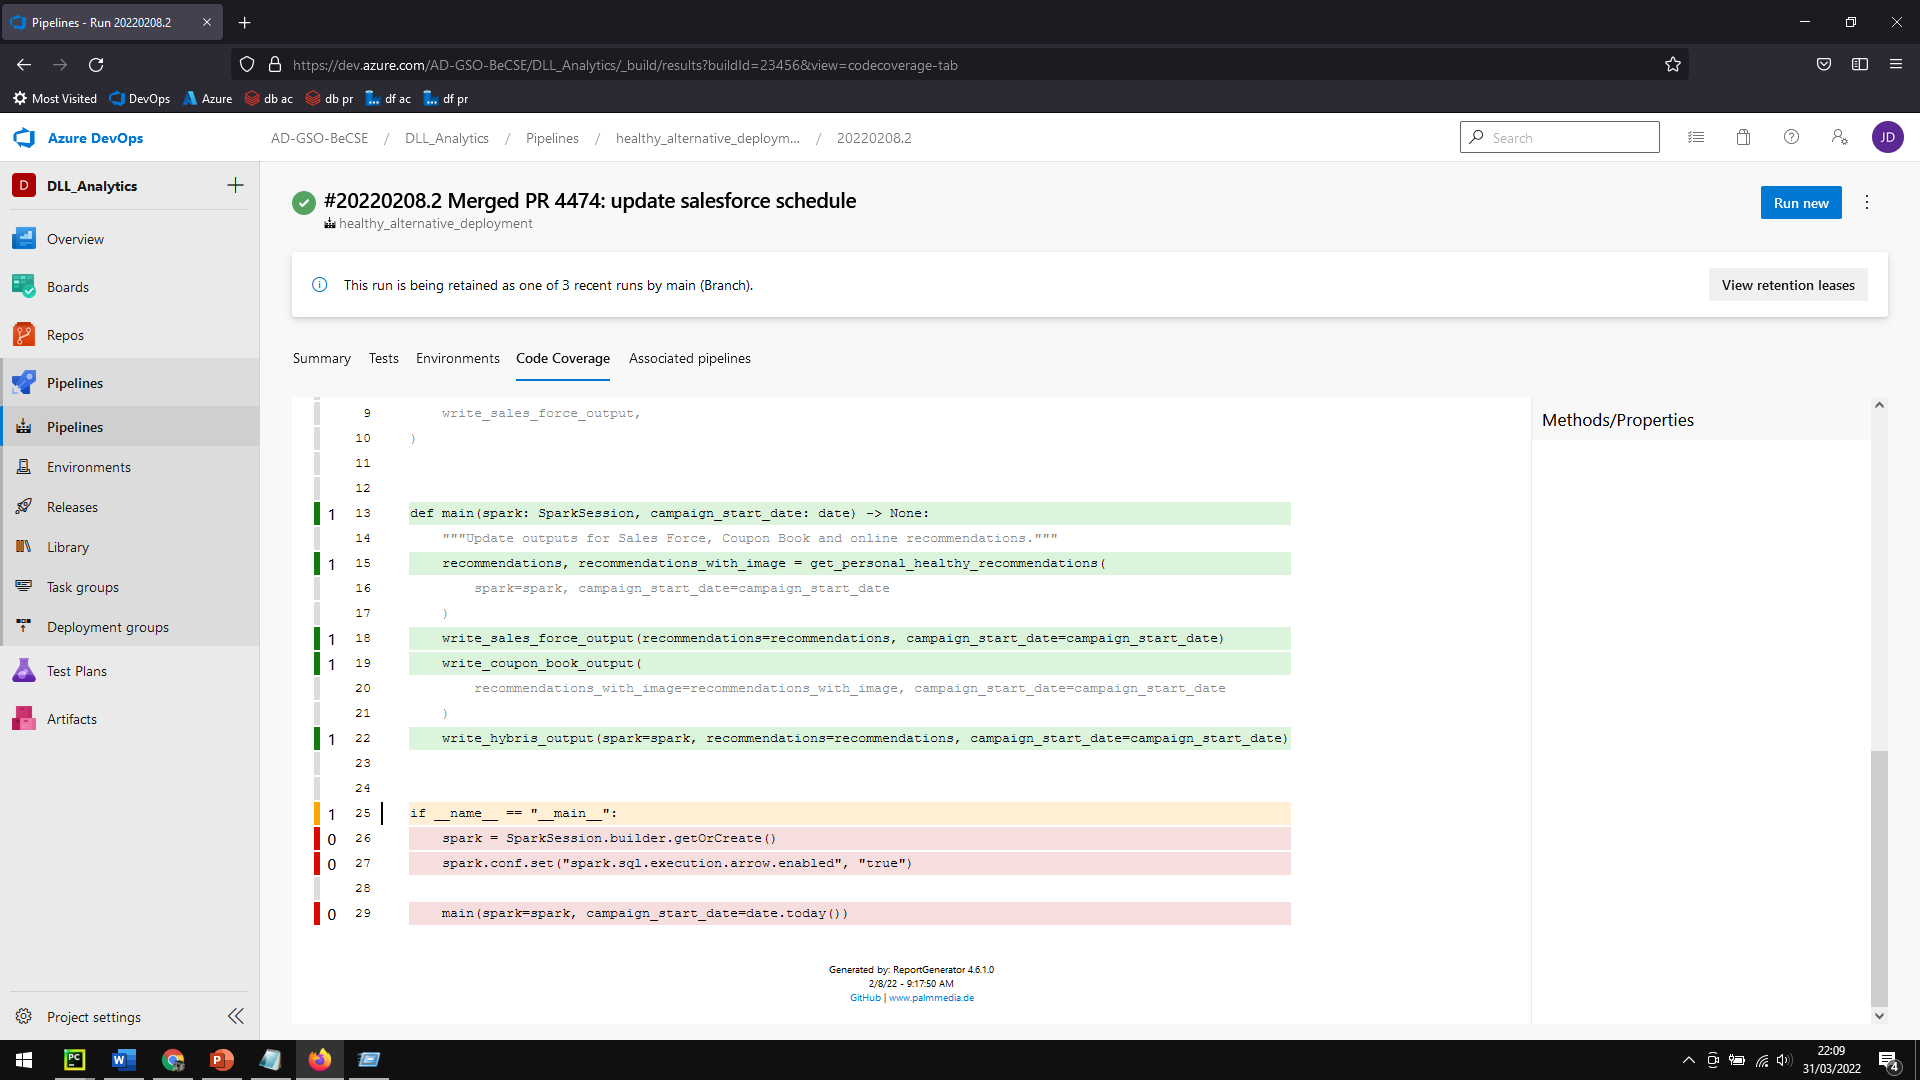 Pipelines - Run 20220208.2
https://dev.azure.com/AD-GSO-BeCSE/DLL_Analytics/_build/results?buildId=23456&view=codecoverage-tab
Most Visited DevOps Azure db ac db pr df ac df pr
Azure DevOps AD-GSO-BeCSE / DLL_Analytics / Pipelines / healthy_alternative_deploym... / 20220208.2 Search JD
D DLL_Analytics
Overview
Boards
Repos
Pipelines
Pipelines
Environments
Releases
Library
Task groups
Deployment groups
Test Plans
Artifacts
Project settings
#20220208.2 Merged PR 4474: update salesforce schedule
healthy_alternative_deployment
Run new
This run is being retained as one of 3 recent runs by main (Branch).
View retention leases
Summary Tests Environments Code Coverage Associated pipelines
9 write_sales_force_output,
10 )
11
12
1 13 def main(spark: SparkSession, campaign_start_date: date) -> None:
14 """Update outputs for Sales Force, Coupon Book and online recommendations."""
1 15 recommendations, recommendations_with_image = get_personal_healthy_recommendations(
16 spark=spark, campaign_start_date=campaign_start_date
17 )
1 18 write_sales_force_output(recommendations=recommendations, campaign_start_date=campaign_start_date)
1 19 write_coupon_book_output(
20 recommendations_with_image=recommendations_with_image, campaign_start_date=campaign_start_date
21 )
1 22 write_hybris_output(spark=spark, recommendations=recommendations, campaign_start_date=campaign_start_date)
23
24
1 25 if __name__ == "__main__":
0 26 spark = SparkSession.builder.getOrCreate()
0 27 spark.conf.set("spark.sql.execution.arrow.enabled", "true")
28
0 29 main(spark=spark, campaign_start_date=date.today())
Generated by: ReportGenerator 4.6.1.0
2/8/22 - 9:17:50 AM
GitHub | www.palmmedia.de
Methods/Properties
PC W P
22:09
31/03/2022
4